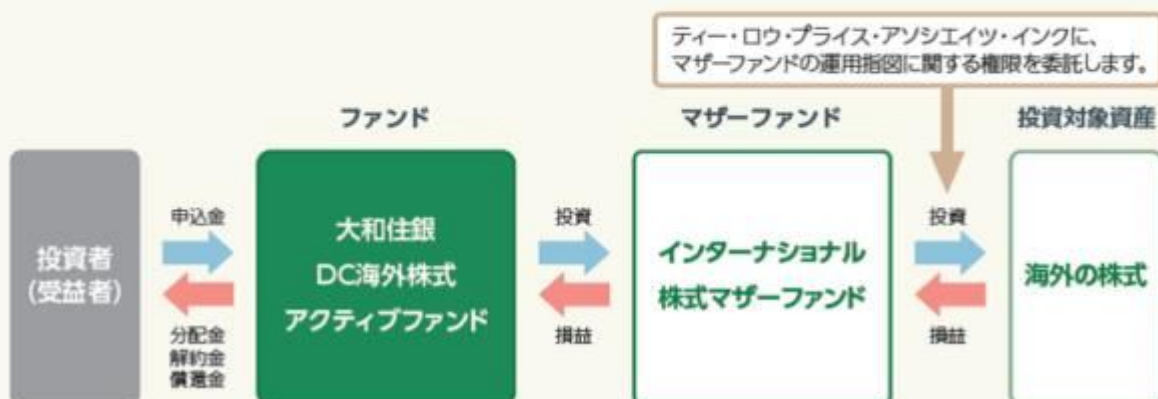 ティー・ロウ・プライス・アソシエイツ・インクに、
マザーファンドの運用指図に関する権限を委託します。
ファンド
マザーファンド
投資対象資産
投資者
(受益者)
申込金
分配金
解約金
償還金
大和住銀
DC海外株式
アクティブファンド
投資
損益
インターナショナル
株式マザーファンド
投資
損益
海外の株式